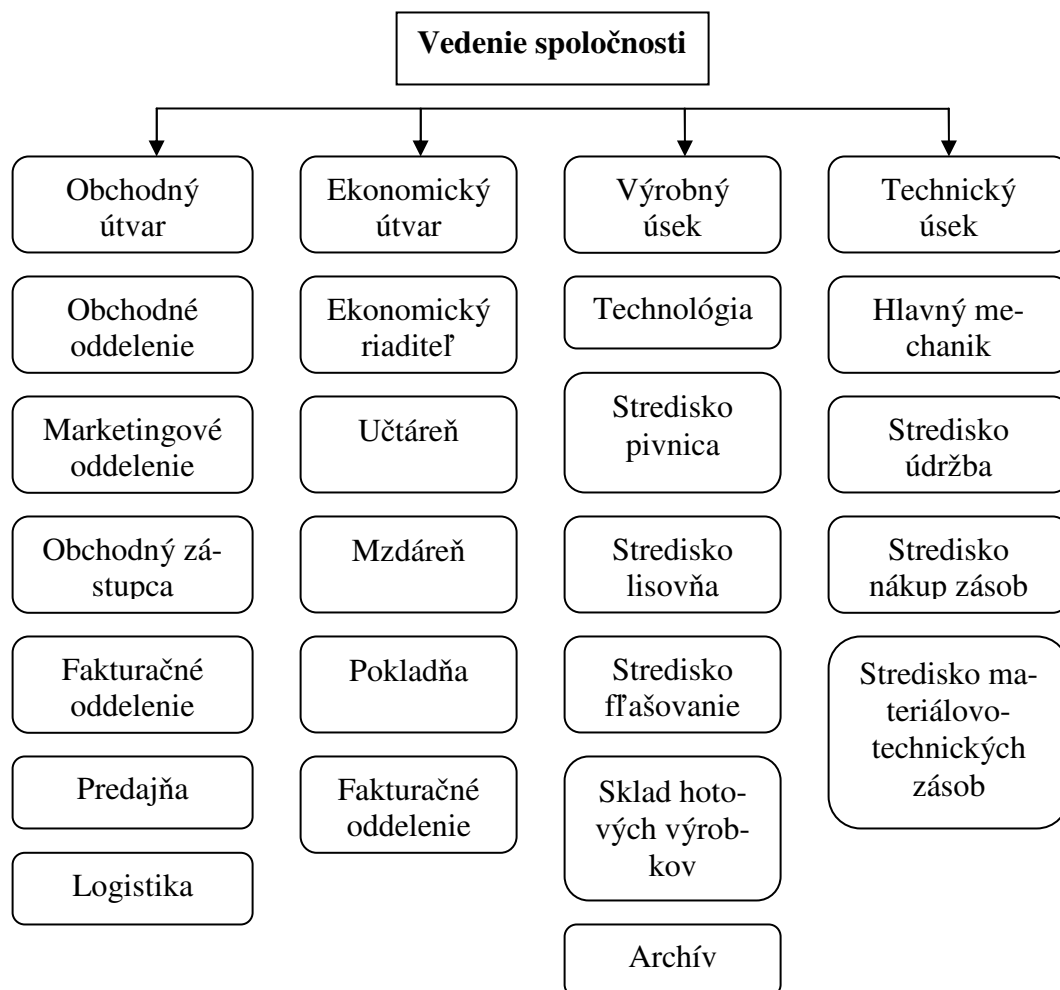 Vedenie spoločnosti
Obchodný
útvar
Obchodné
oddelenie
Marketingové
oddelenie
Obchodný zá-
stupca
Fakturačné
oddelenie
Predajňa
Logistika
Ekonomický
útvar
Ekonomický
riaditeľ
Učtáreň
Mzdáreň
Pokladňa
Fakturačné
oddelenie
Výrobný
úsek
Technológia
Stredisko
pivnica
Stredisko
lisovňa
Stredisko
fľašovanie
Sklad hoto-
vých výrob-
kov
Archív
Technický
úsek
Hlavný me-
chanik
Stredisko
údržba
Stredisko
nákup zásob
Stredisko ma-
teriálovo-
technických
zásob